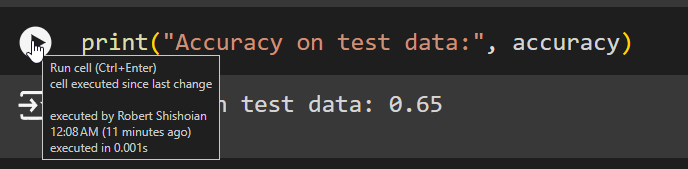 print("Accuracy on test data:", accuracy)
Run cell (Ctrl+Enter)
cell executed since last change
executed by Robert Shishoian
12:08 AM (11 minutes ago)
executed in 0.001s
n test data: 0.65